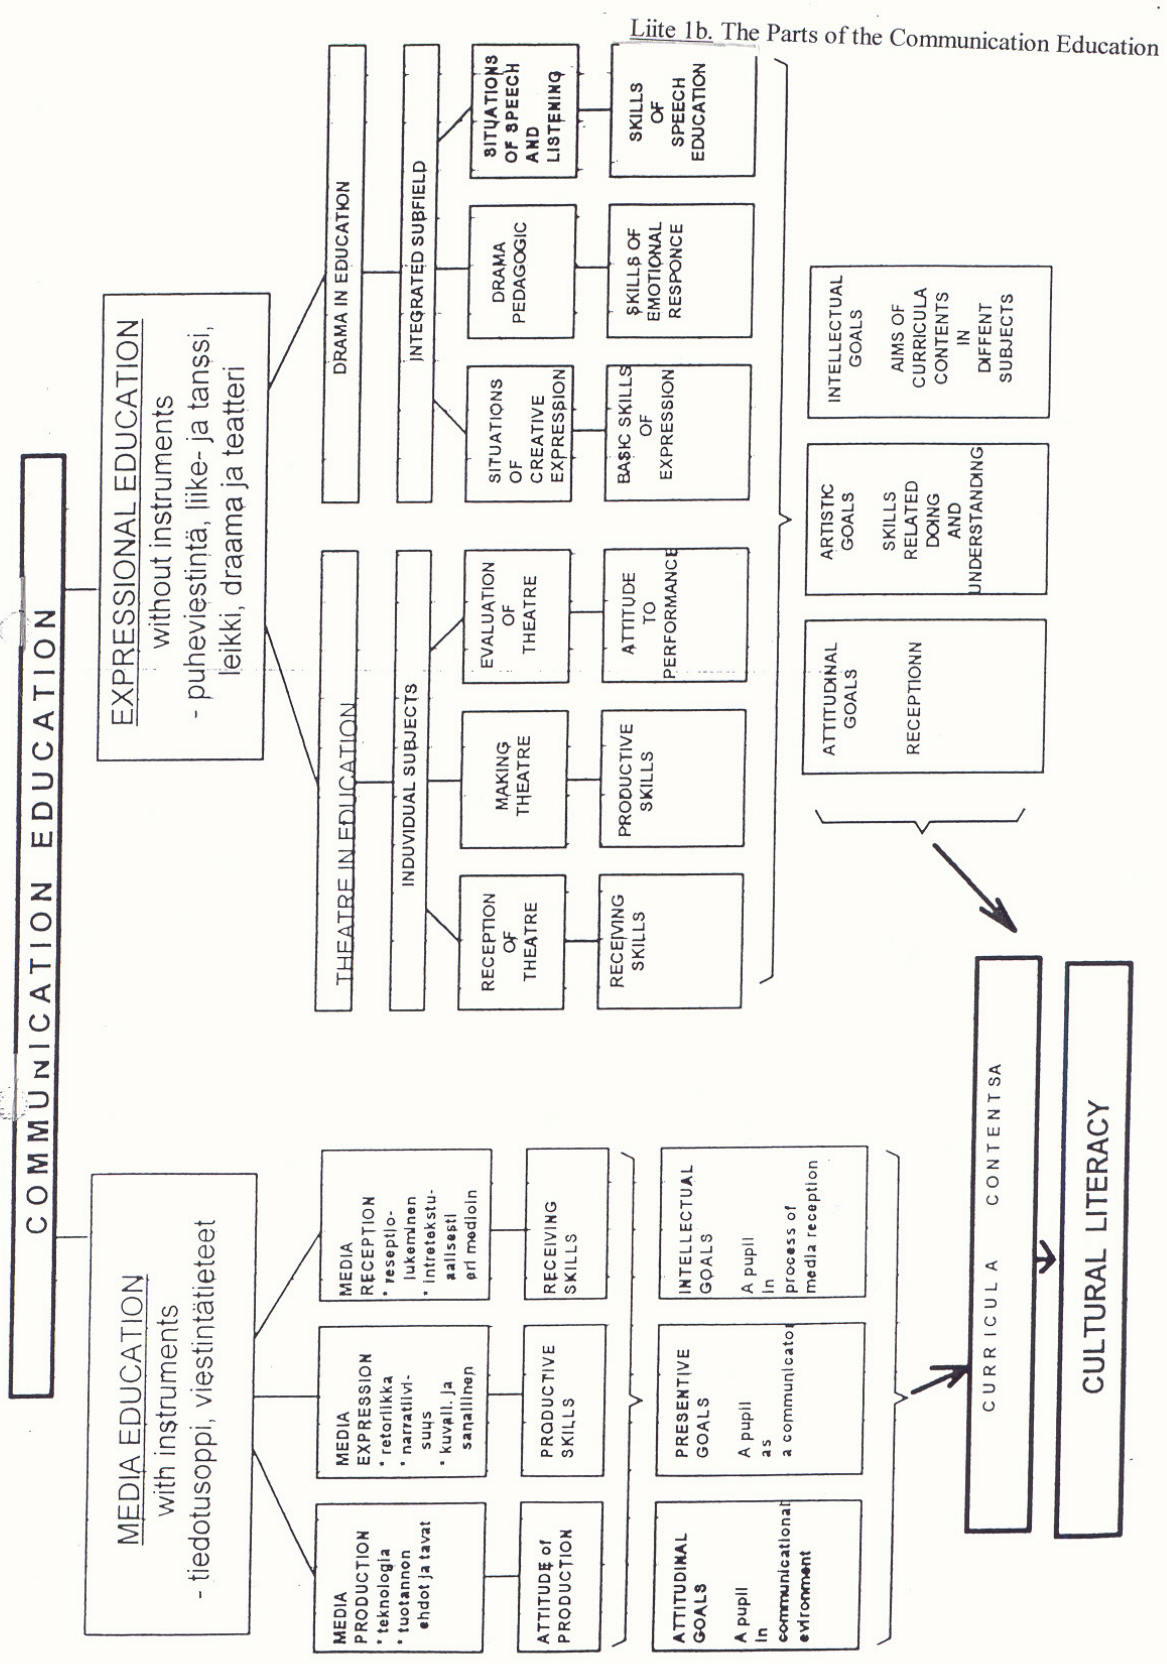 Liite 1b. The Parts of the Communication Education
COMMUNICATION EDUCATION
MEDIA EDUCATION
with instruments
- tiedotusoppi, viestintätieteet
MEDIA
PRODUCTION
* teknologia
* tuotannon
ehdot ja tavat
MEDIA
EXPRESSION
* retoriikka
* narratiivi-
suus
* kuvall. ja
sanallinen
MEDIA
RECEPTION
* reseptio-
lukeminen
* intretekstu-
aalisesti
eri medioin
ATTITUDE of
PRODUCTION
PRODUCTIVE
SKILLS
RECEIVING
SKILLS
ATTITUDINAL
GOALS
A pupil
in
communicational
evironment
PRESENTIVE
GOALS
A pupil
as
a communicator
INTELLECTUAL
GOALS
A pupil
in
process of
media reception
EXPRESSIONAL EDUCATION
without instruments
- puheviestintä, liike- ja tanssi,
leikki, draama ja teatteri
THEATRE IN EDUCATION
INDUVIDUAL SUBJECTS
RECEPTION
OF
THEATRE
MAKING
THEATRE
EVALUATION
OF
THEATRE
RECEIVING
SKILLS
PRODUCTIVE
SKILLS
ATTITUDE
TO
PERFORMANCE
DRAMA IN EDUCATION
INTEGRATED SUBFIELD
SITUATIONS
OF
CREATIVE
EXPRESSION
DRAMA
PEDAGOGIC
SITUATIONS
OF SPEECH
AND
LISTENING
BASIC SKILLS
OF
EXPRESSION
SKILLS OF
EMOTIONAL
RESPONCE
SKILLS
OF
SPEECH
EDUCATION
ATTITUDINAL
GOALS
RECEPTIONN
ARTISTIC
GOALS
SKILLS
RELATED
DOING
AND
UNDERSTANDING
INTELLECTUAL
GOALS
AIMS OF
CURRICULA
CONTENTS
IN
DIFFENT
SUBJECTS
CURRICULA CONTENTSA
CULTURAL LITERACY